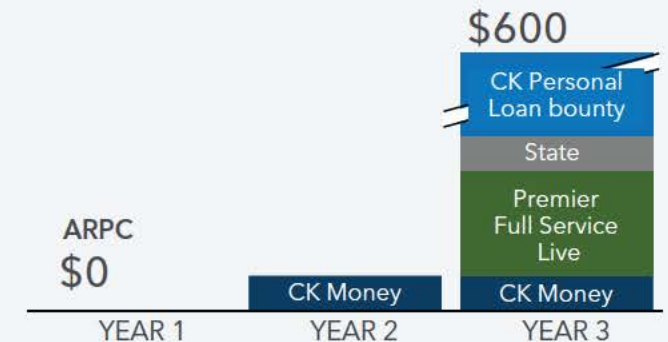 $600
CK Personal
Loan bounty
State
Premier
Full Service
Live
ARPC
$0
CK Money
CK Money
YEAR 1
YEAR 2
YEAR 3